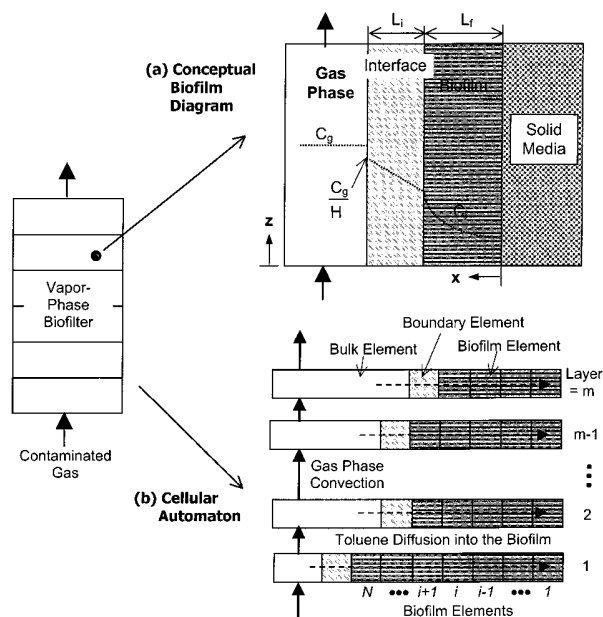 Lᵢ
L_f
(a) Conceptual
Biofilm
Diagram
Gas
Phase
Interface
Biofilm
Solid
Media
C_g
C_g
H
z
x
Vapor-
Phase
Biofilter
Contaminated
Gas
(b) Cellular
Automaton
Boundary Element
Bulk Element
Biofilm Element
Layer
= m
m-1
Gas Phase
Convection
2
Toluene Diffusion into the Biofilm
1
N ••• i+1 i i-1 ••• 1
Biofilm Elements